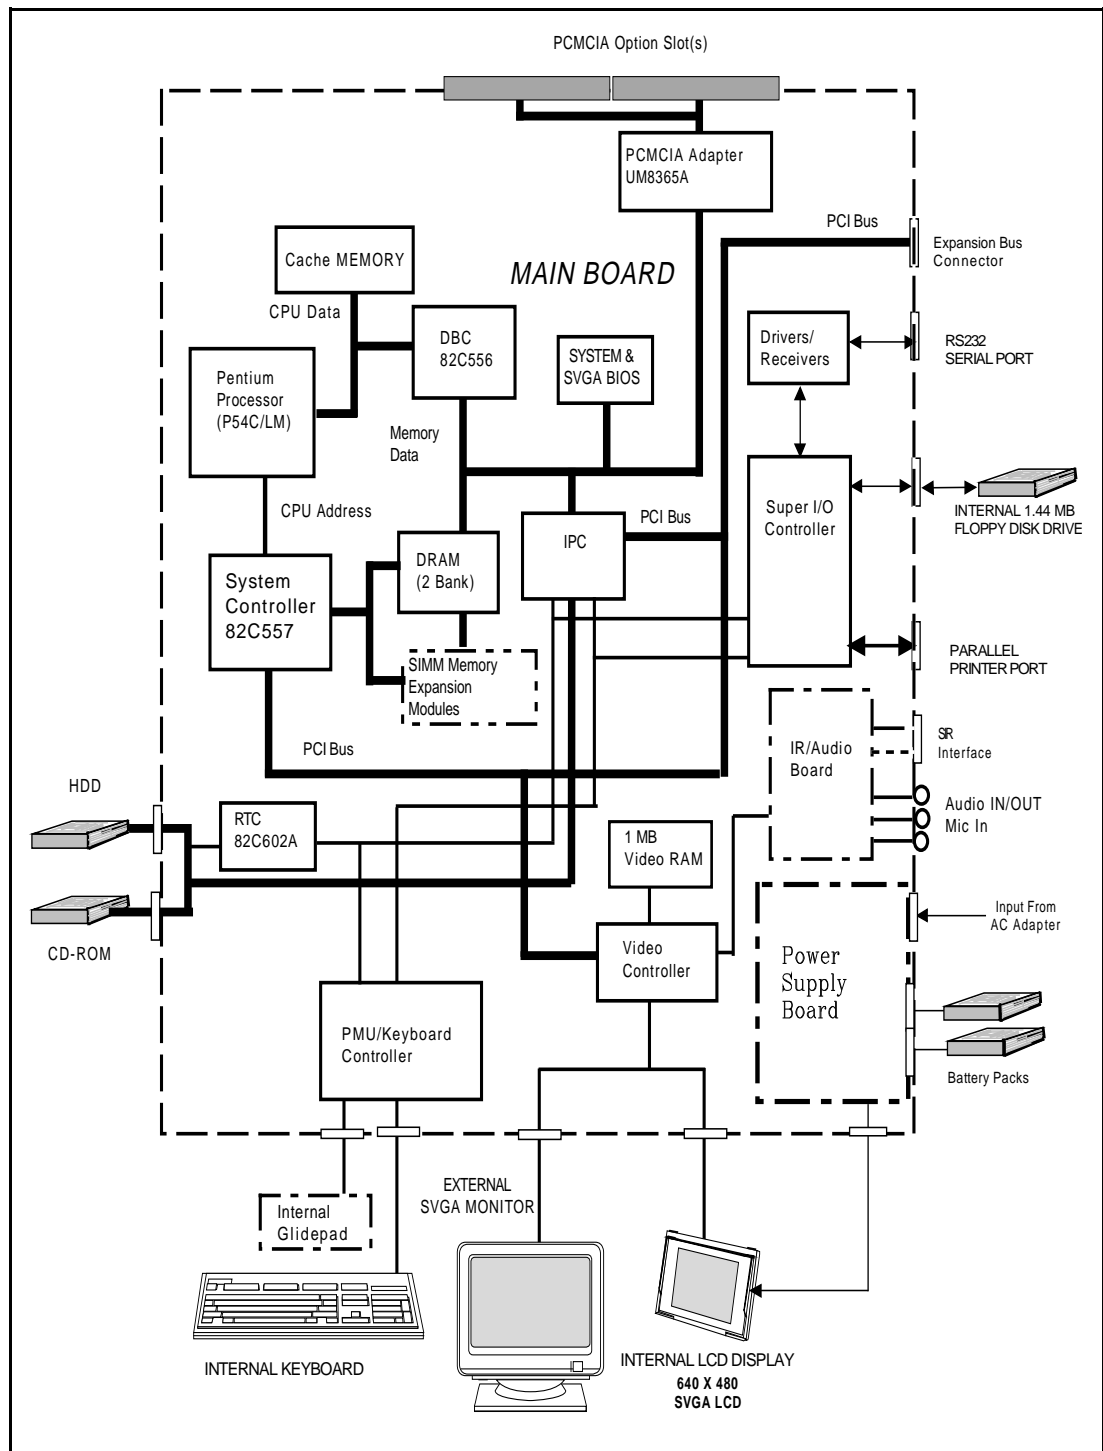 PCMCIA Option Slot(s)
PCMCIA Adapter
UM8365A
PCI Bus
Expansion Bus
Connector
Cache MEMORY
MAIN BOARD
CPU Data
DBC
82C556
SYSTEM &
SVGA BIOS
Drivers/
Receivers
RS232
SERIAL PORT
Pentium
Processor
(P54C/LM)
Memory
Data
CPU Address
PCI Bus
Super I/O
Controller
INTERNAL 1.44 MB
FLOPPY DISK DRIVE
IPC
DRAM
(2 Bank)
System
Controller
82C557
SIMM Memory
Expansion
Modules
PARALLEL
PRINTER PORT
PCI Bus
IR/Audio
Board
SIR
Interface
HDD
RTC
82C602A
1 MB
Video RAM
Audio IN/OUT
Mic In
CD-ROM
Video
Controller
Power
Supply
Board
Input From
AC Adapter
PMU/Keyboard
Controller
Battery Packs
EXTERNAL
SVGA MONITOR
Internal
Glidepad
INTERNAL KEYBOARD
INTERNAL LCD DISPLAY
640 X 480
SVGA LCD